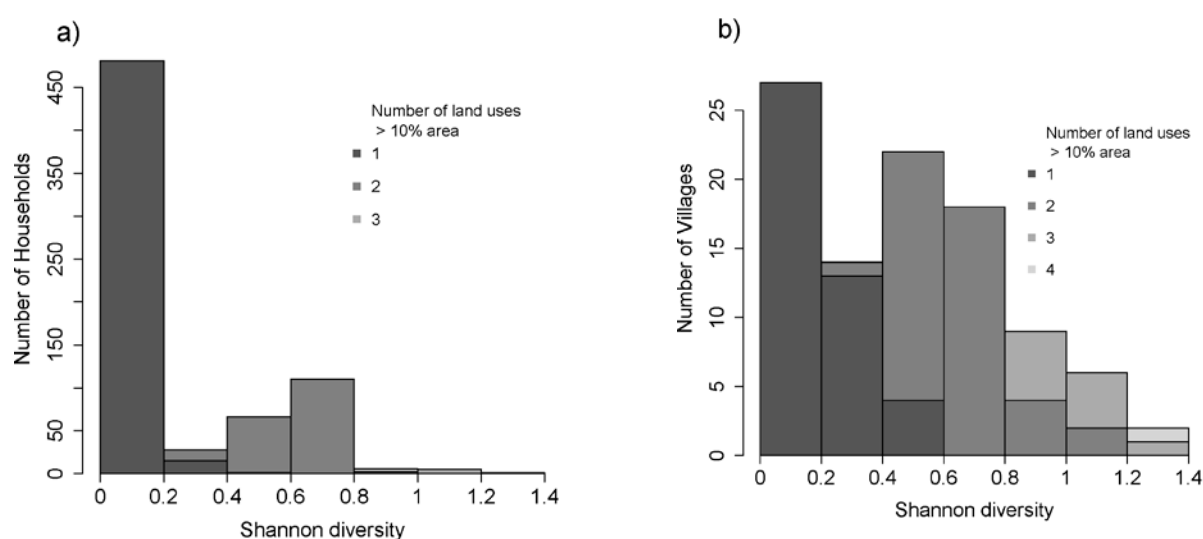 a)
Number of Households
450
350
250
150
50
0
Number of land uses
> 10% area
1
2
3
0 0.2 0.4 0.6 0.8 1 1.2 1.4
Shannon diversity
b)
Number of Villages
25
20
15
10
5
0
Number of land uses
> 10% area
1
2
3
4
0 0.2 0.4 0.6 0.8 1 1.2 1.4
Shannon diversity